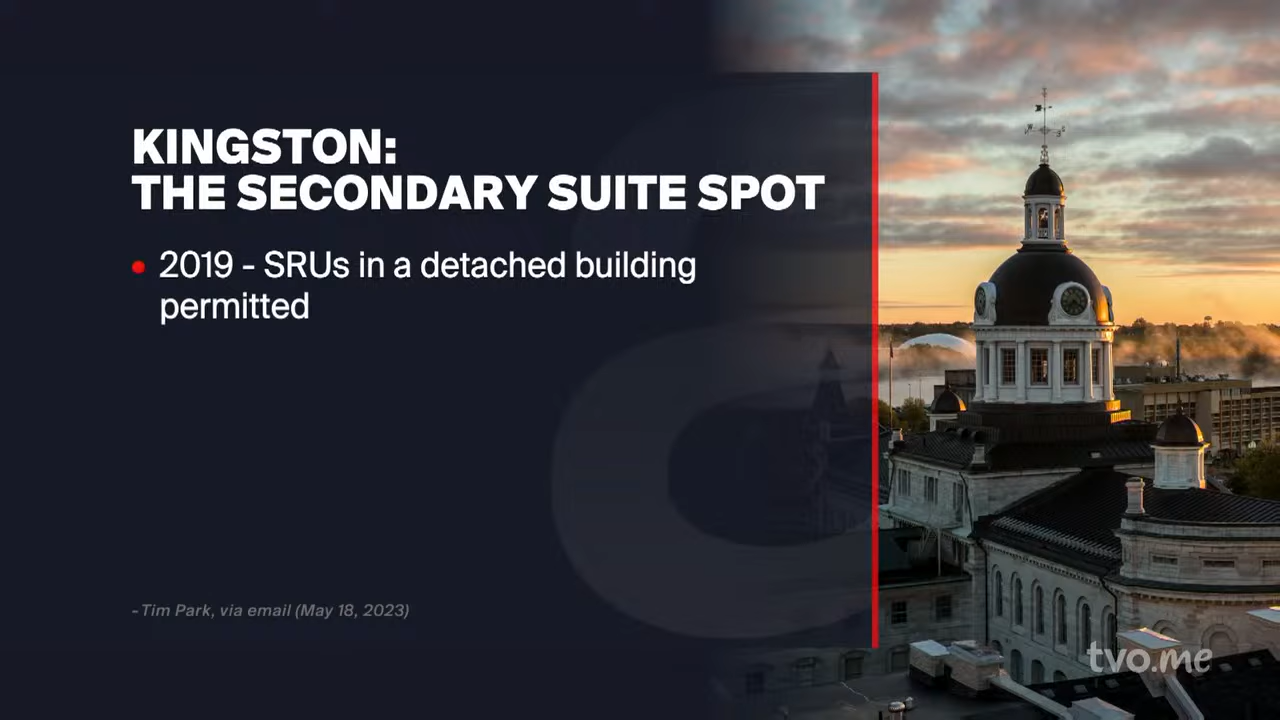 KINGSTON:
THE SECONDARY SUITE SPOT
• 2019 - SRUs in a detached building
permitted
- Tim Park, via email (May 18, 2023)
tvo.me